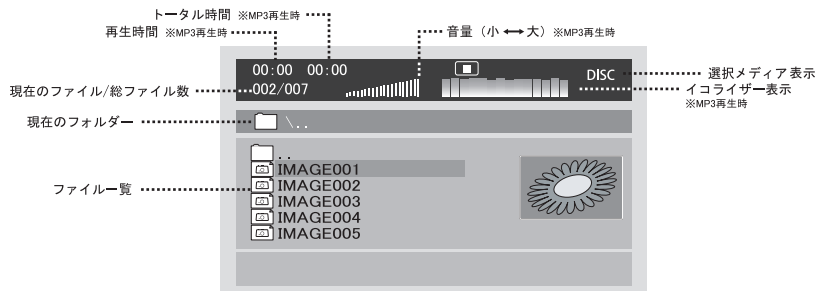 トータル時間 ※MP3再生時
再生時間 ※MP3再生時
音量（小 ⟷ 大）※MP3再生時
00:00 00:00
DISC
選択メディア表示
現在のファイル/総ファイル数
002/007
イコライザー表示
※MP3再生時
現在のフォルダー
\..
..
IMAGE001
ファイル一覧
IMAGE002
IMAGE003
IMAGE004
IMAGE005